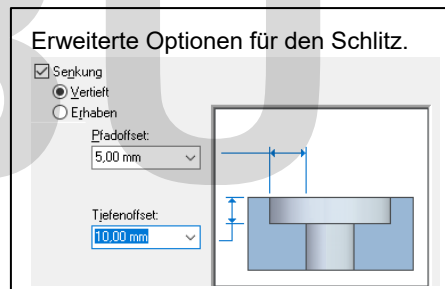 Erweiterte Optionen für den Schlitz.
Senkung
Vertieft
Erhaben
Pfadoffset:
5,00 mm
Tiefenoffset:
10,00 mm